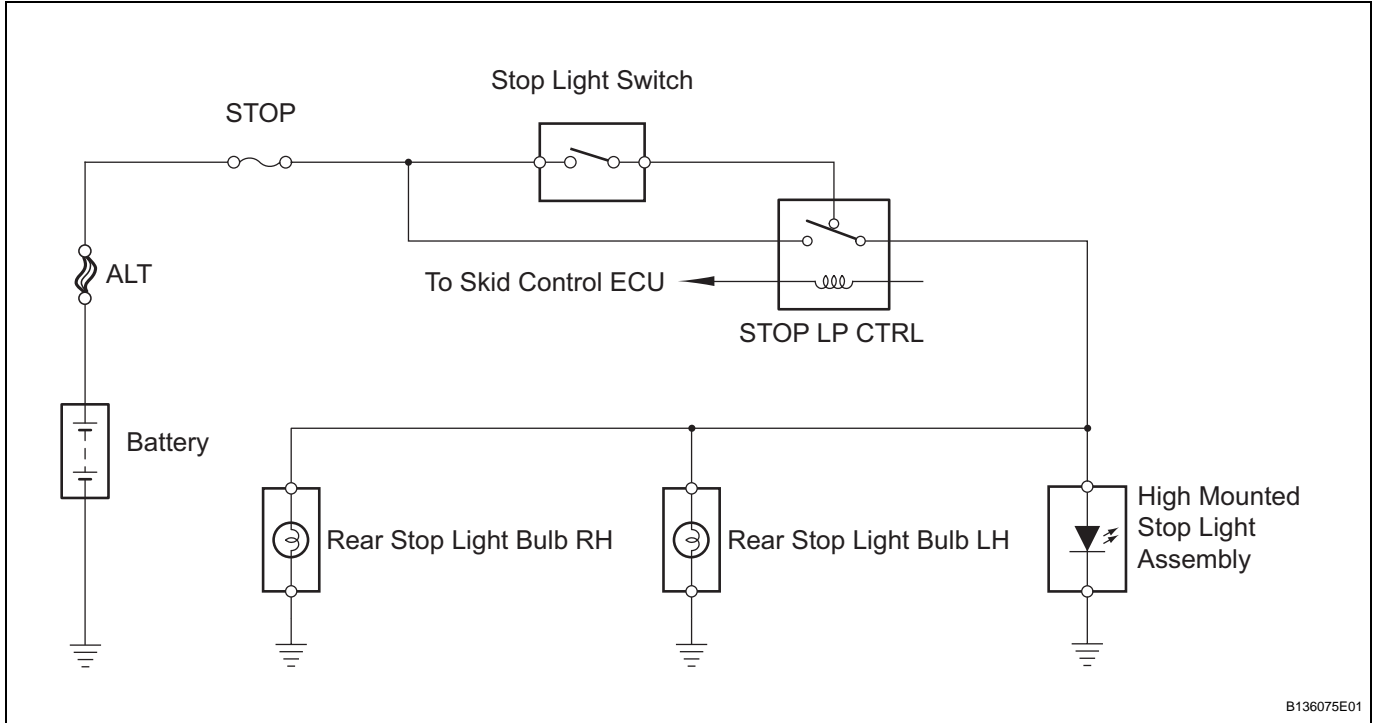 Stop Light Switch
STOP
ALT
To Skid Control ECU
STOP LP CTRL
Battery
Rear Stop Light Bulb RH
Rear Stop Light Bulb LH
High Mounted
Stop Light
Assembly
B136075E01